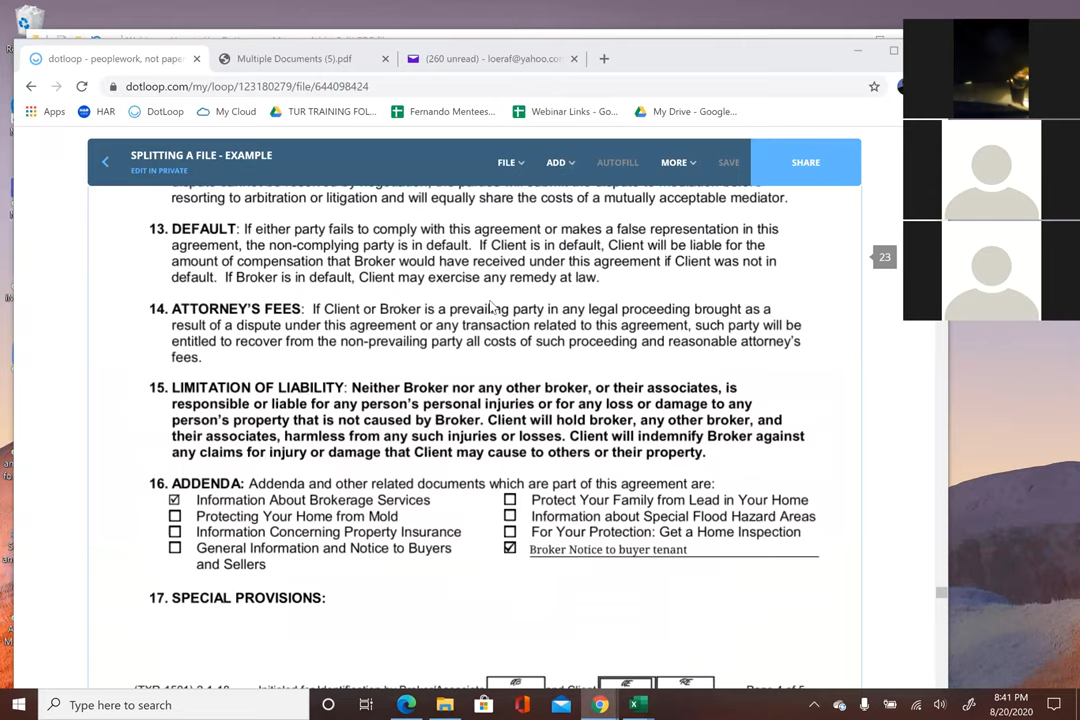 dotloop - peoplework, not pape
Multiple Documents (5).pdf
(260 unread) - loeraf@yahoo.co
dotloop.com/my/loop/123180279/file/644098424
Apps
HAR
DotLoop
My Cloud
TUR TRAINING FOL...
Fernando Mentees...
Webinar Links - Go...
My Drive - Google...
SPLITTING A FILE - EXAMPLE
EDIT IN PRIVATE
FILE
ADD
AUTOFILL
MORE
SAVE
SHARE
resorting to arbitration or litigation and will equally share the costs of a mutually acceptable mediator.
13. DEFAULT: If either party fails to comply with this agreement or makes a false representation in this
agreement, the non-complying party is in default. If Client is in default, Client will be liable for the
amount of compensation that Broker would have received under this agreement if Client was not in
default. If Broker is in default, Client may exercise any remedy at law.
23
14. ATTORNEY'S FEES: If Client or Broker is a prevailing party in any legal proceeding brought as a
result of a dispute under this agreement or any transaction related to this agreement, such party will be
entitled to recover from the non-prevailing party all costs of such proceeding and reasonable attorney's
fees.
15. LIMITATION OF LIABILITY: Neither Broker nor any other broker, or their associates, is
responsible or liable for any person's personal injuries or for any loss or damage to any
person's property that is not caused by Broker. Client will hold broker, any other broker, and
their associates, harmless from any such injuries or losses. Client will indemnify Broker against
any claims for injury or damage that Client may cause to others or their property.
16. ADDENDA: Addenda and other related documents which are part of this agreement are:
Information About Brokerage Services
Protecting Your Home from Mold
Information Concerning Property Insurance
General Information and Notice to Buyers
and Sellers
Protect Your Family from Lead in Your Home
Information about Special Flood Hazard Areas
For Your Protection: Get a Home Inspection
Broker Notice to buyer tenant
17. SPECIAL PROVISIONS:
Type here to search
8:41 PM
8/20/2020